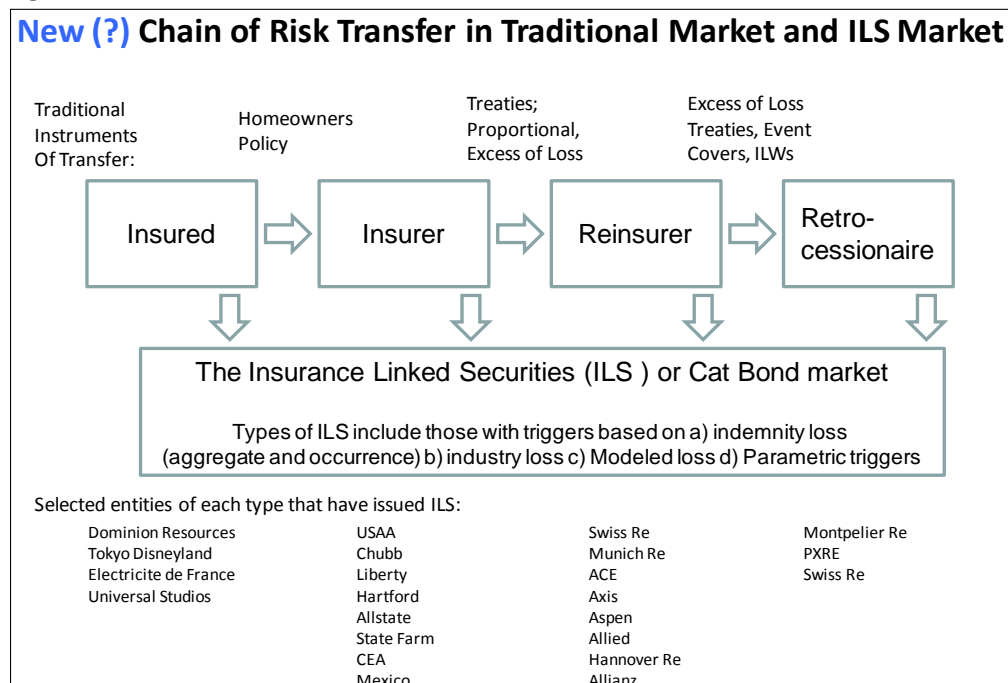 New (?) Chain of Risk Transfer in Traditional Market and ILS Market
Traditional
Instruments
Of Transfer:
Homeowners
Policy
Treaties;
Proportional,
Excess of Loss
Excess of Loss
Treaties, Event
Covers, ILWs
Insured
Insurer
Reinsurer
Retro-
cessionaire
The Insurance Linked Securities (ILS ) or Cat Bond market
Types of ILS include those with triggers based on a) indemnity loss
(aggregate and occurrence) b) industry loss c) Modeled loss d) Parametric triggers
Selected entities of each type that have issued ILS:
Dominion Resources
Tokyo Disneyland
Electricite de France
Universal Studios
USAA
Chubb
Liberty
Hartford
Allstate
State Farm
CEA
Mexico
Swiss Re
Munich Re
ACE
Axis
Aspen
Allied
Hannover Re
Allianz
Montpelier Re
PXRE
Swiss Re